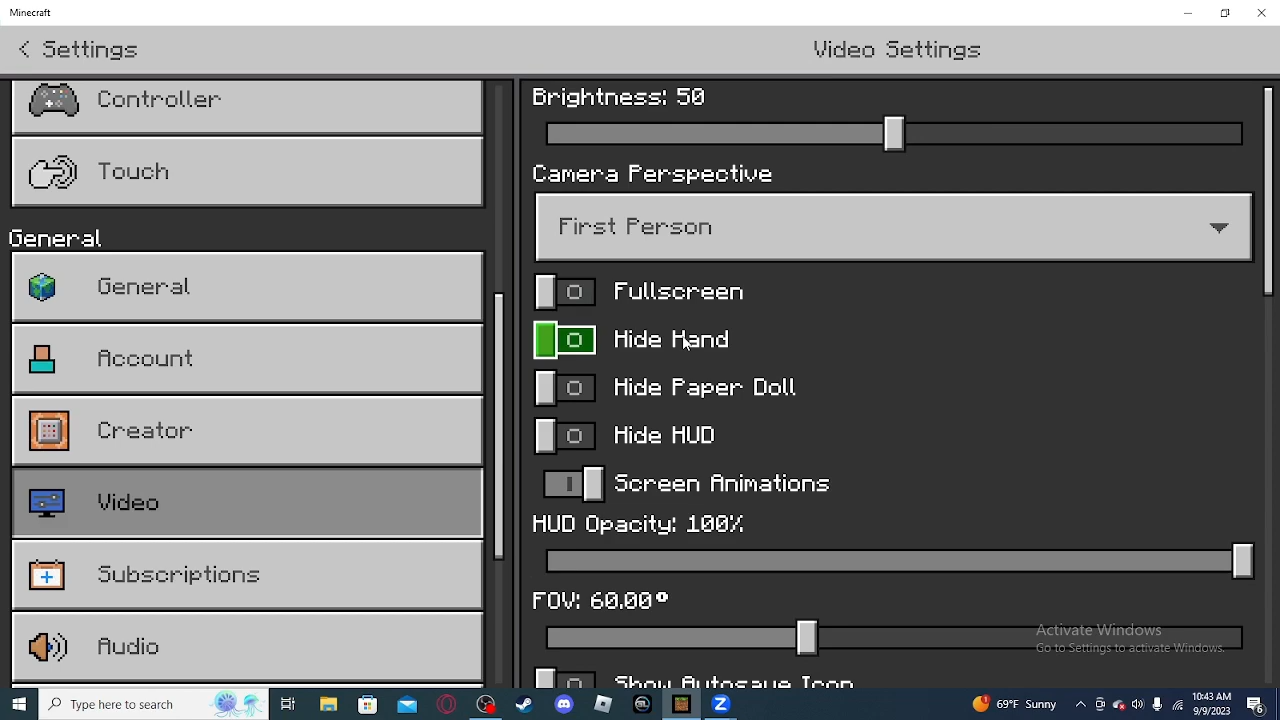 Minecraft
< Settings
Video Settings
Controller
Touch
General
General
Account
Creator
Video
Subscriptions
Audio
Brightness: 50
Camera Perspective
First Person
Fullscreen
Hide Hand
Hide Paper Doll
Hide HUD
Screen Animations
HUD Opacity: 100%
FOV: 60.00°
Show Autosave Icon
Activate Windows
Go to Settings to activate Windows.
Type here to search
69°F Sunny
10:43 AM
9/9/2023